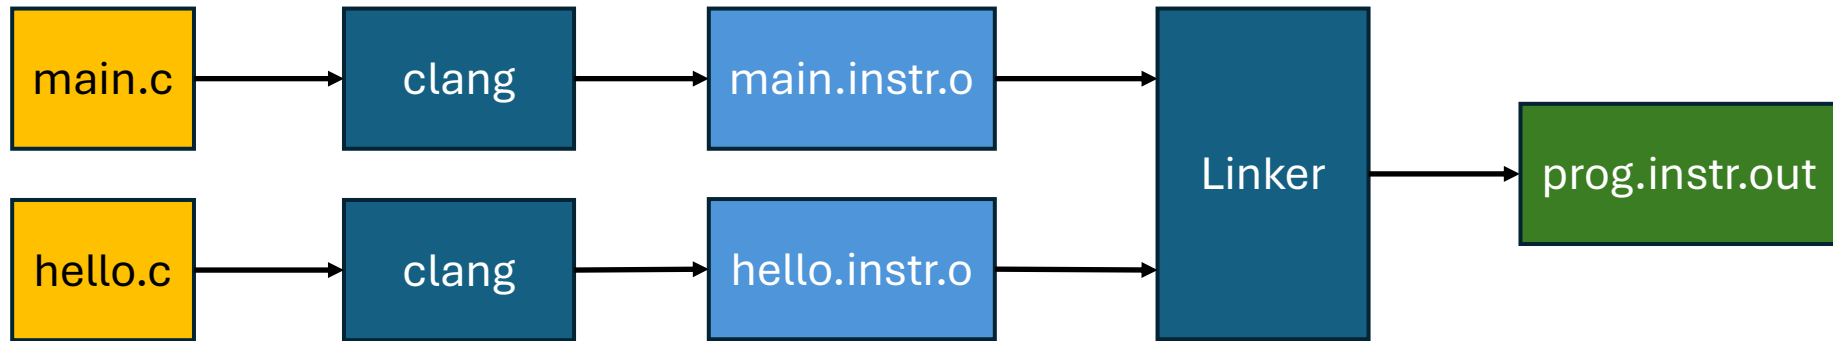 main.c
clang
main.instr.o
Linker
prog.instr.out
hello.c
clang
hello.instr.o